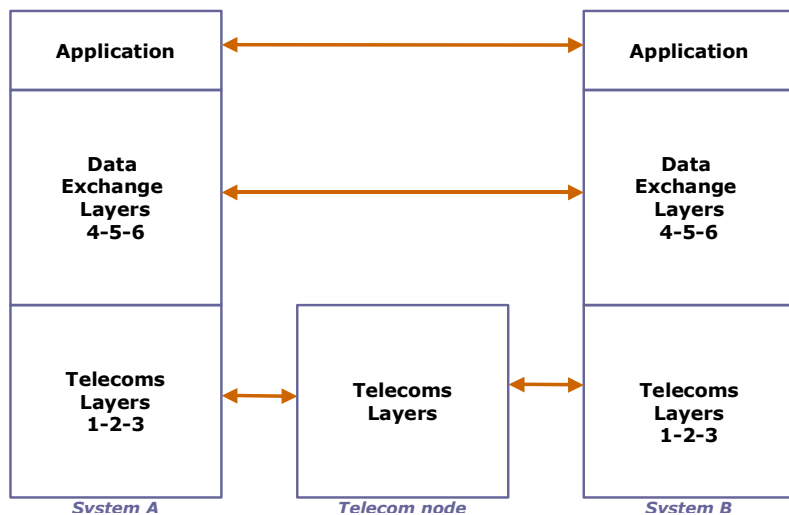 Application
Application
Data
Exchange
Layers
4-5-6
Data
Exchange
Layers
4-5-6
Telecoms
Layers
1-2-3
Telecoms
Layers
Telecoms
Layers
1-2-3
System A
Telecom node
System B